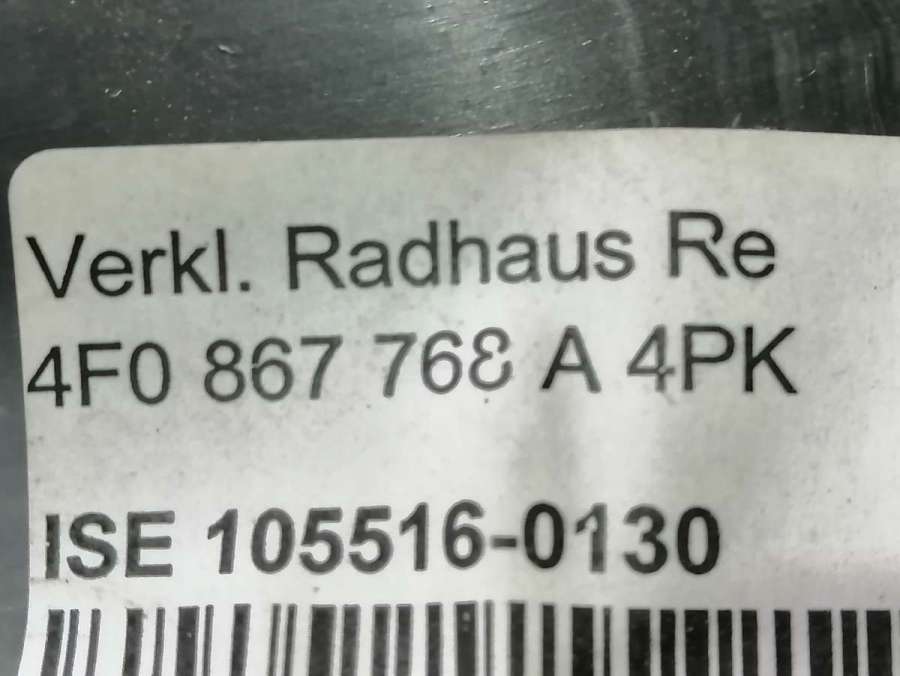 Verkl. Radhaus Re
4F0 867 768 A 4PK
ISE 105516-0130